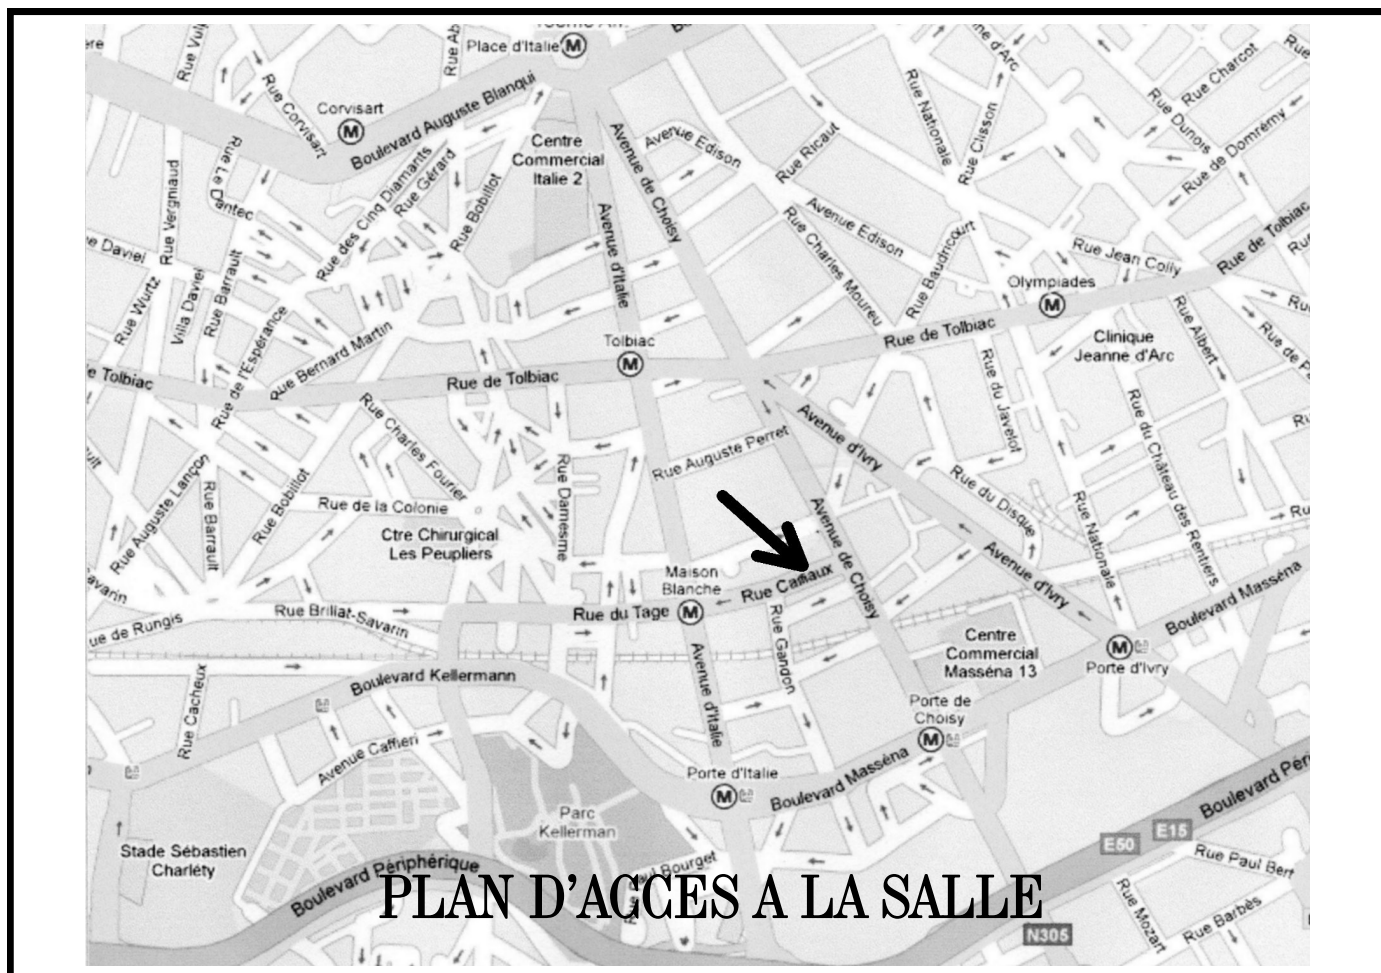 Place d'Italie
Corvisart
Rue Corvisart
Boulevard Auguste Blanqui
Centre
Commercial
Italie 2
Avenue de Choisy
Avenue Edison
Rue Ricaut
Rue Nationale
Rue Clisson
Rue Dunois
Rue Charcot
Rue de Domrémy
Rue Le Dantec
Rue Vergniaud
Rue des Cinq Diamants
Rue Gérard
Rue Bobillot
Avenue d'Italie
Rue Charles Moureu
Avenue Edison
Rue Baudricourt
Rue Jean Colly
Rue de Tolbiac
ue Daviel
Rue Wurtz
Villa Daviel
Rue Barrault
Rue de l'Espérance
Rue Bernard Martin
Olympiades
Rue de Tolbiac
Clinique
Jeanne d'Arc
Rue Albert
Tolbiac
Rue de Tolbiac
e Tolbiac
Rue du Javelot
Rue du Château des Rentiers
Rue Charles Fourier
Avenue d'Ivry
Rue Auguste Perret
Rue Auguste Lançon
Rue Barrault
Rue Bobillot
Rue de la Colonie
Rue Damesme
Rue du Disque
Rue Nationale
Ctre Chirurgical
Les Peupliers
Avenue de Choisy
Avenue d'Ivry
Maison
Blanche
Rue Caillaux
Boulevard Masséna
avarin
ue de Rungis
Rue Brillat-Savarin
Rue du Tage
Rue Gandon
Centre
Commercial
Masséna 13
Porte d'Ivry
Rue Cacheux
Boulevard Kellermann
Avenue d'Italie
Porte de
Choisy
Avenue Caffieri
Porte d'Italie
Boulevard Masséna
Parc
Kellerman
Boulevard Péri
E50
E15
Stade Sébastien
Charléty
Boulevard Périphérique
Rue Paul Bourget
Rue Paul Bert
PLAN D'ACCES A LA SALLE
Rue Mozart
Rue Barbès
N305